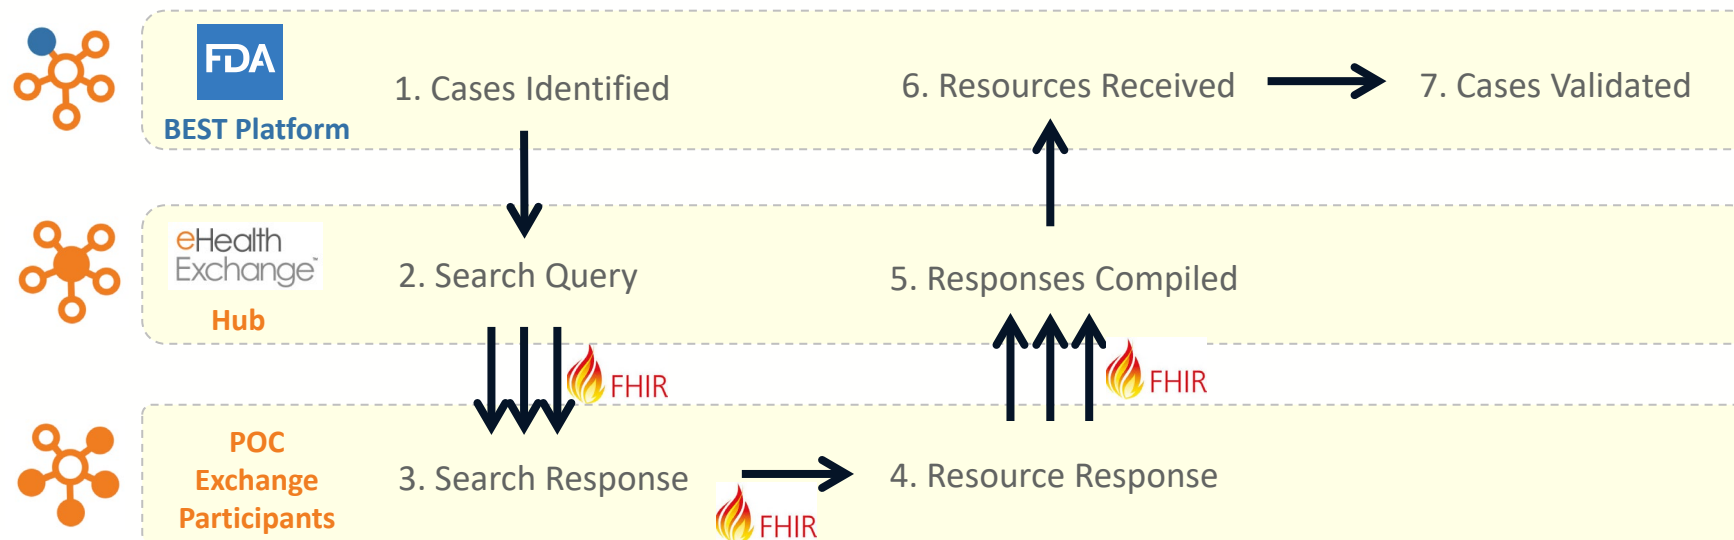 FDA
BEST Platform
1. Cases Identified
6. Resources Received
7. Cases Validated
eHealth
Exchange™
Hub
2. Search Query
5. Responses Compiled
FHIR
FHIR
POC
Exchange
Participants
3. Search Response
4. Resource Response
FHIR